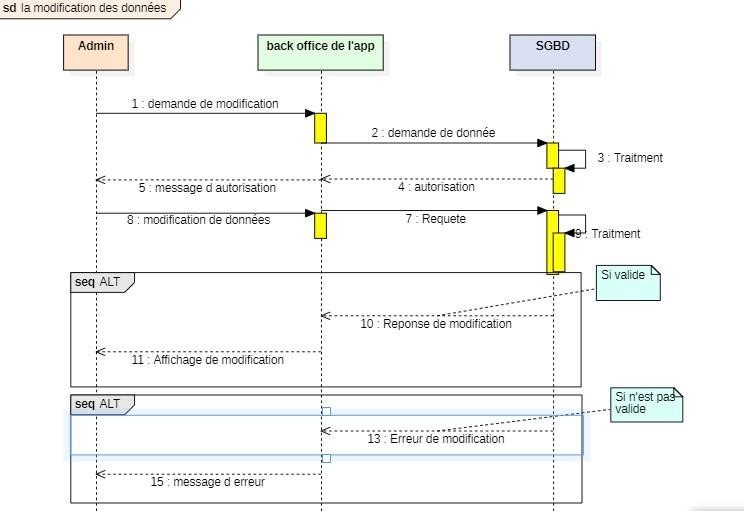 sd la modification des données
Admin
back office de l'app
SGBD
1 : demande de modification
2 : demande de donnée
3 : Traitment
5 : message d autorisation
4 : autorisation
8 : modification de données
7 : Requete
9 : Traitment
seq ALT
Si valide
10 : Reponse de modification
11 : Affichage de modification
seq ALT
Si n'est pas
valide
13 : Erreur de modification
15 : message d erreur